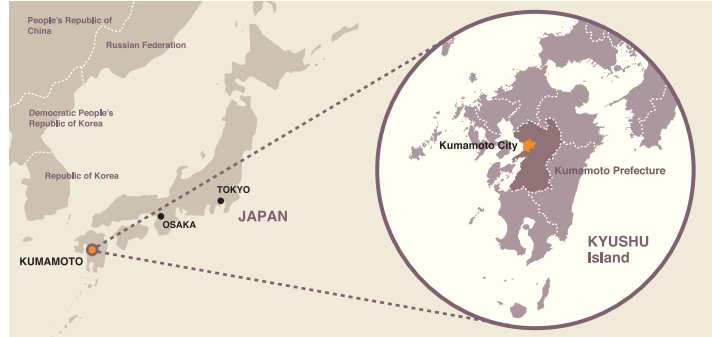 People's Republic of
China
Russian Federation
Democratic People's
Republic of Korea
Republic of Korea
TOKYO
OSAKA
JAPAN
KUMAMOTO
Kumamoto City
Kumamoto Prefecture
KYUSHU
Island